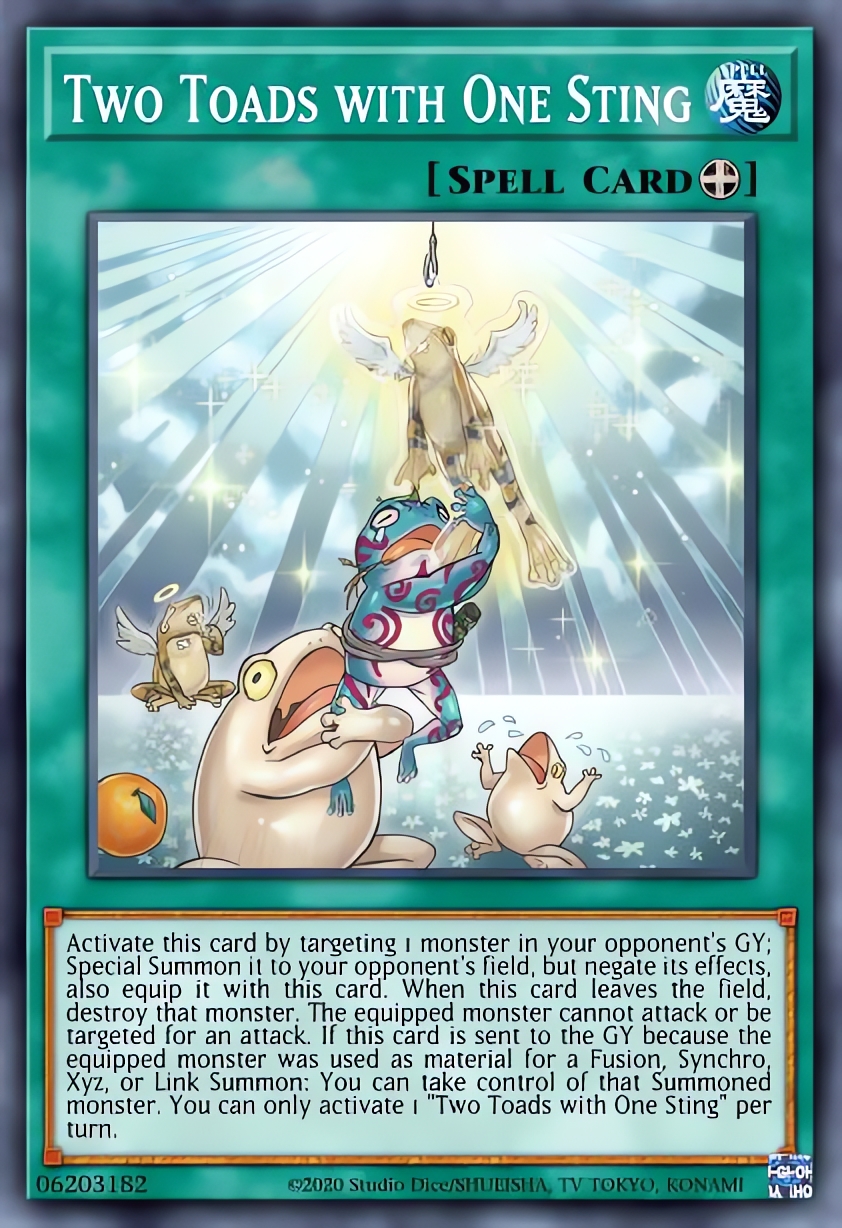 Two Toads with One Sting
魔
[Spell Card]
Activate this card by targeting 1 monster in your opponent's GY;
Special Summon it to your opponent's field, but negate its effects,
also equip it with this card. When this card leaves the field,
destroy that monster. The equipped monster cannot attack or be
targeted for an attack. If this card is sent to the GY because the
equipped monster was used as material for a Fusion, Synchro,
Xyz, or Link Summon: You can take control of that Summoned
monster. You can only activate 1 "Two Toads with One Sting" per
turn.
06203182 ©2020 Studio Dice/SHUEISHA, TV TOKYO, KONAMI